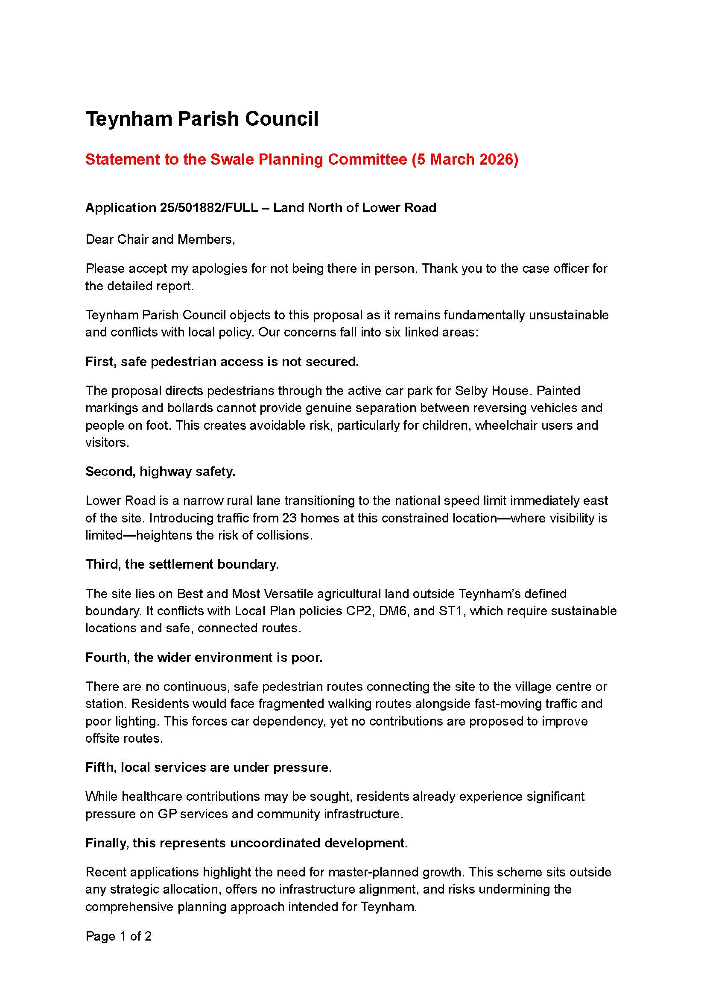 Teynham Parish Council
Statement to the Swale Planning Committee (5 March 2026)
Application 25/501882/FULL – Land North of Lower Road
Dear Chair and Members,
Please accept my apologies for not being there in person. Thank you to the case officer for
the detailed report.
Teynham Parish Council objects to this proposal as it remains fundamentally unsustainable
and conflicts with local policy. Our concerns fall into six linked areas:
First, safe pedestrian access is not secured.
The proposal directs pedestrians through the active car park for Selby House. Painted
markings and bollards cannot provide genuine separation between reversing vehicles and
people on foot. This creates avoidable risk, particularly for children, wheelchair users and
visitors.
Second, highway safety.
Lower Road is a narrow rural lane transitioning to the national speed limit immediately east
of the site. Introducing traffic from 23 homes at this constrained location—where visibility is
limited—heightens the risk of collisions.
Third, the settlement boundary.
The site lies on Best and Most Versatile agricultural land outside Teynham’s defined
boundary. It conflicts with Local Plan policies CP2, DM6, and ST1, which require sustainable
locations and safe, connected routes.
Fourth, the wider environment is poor.
There are no continuous, safe pedestrian routes connecting the site to the village centre or
station. Residents would face fragmented walking routes alongside fast-moving traffic and
poor lighting. This forces car dependency, yet no contributions are proposed to improve
offsite routes.
Fifth, local services are under pressure.
While healthcare contributions may be sought, residents already experience significant
pressure on GP services and community infrastructure.
Finally, this represents uncoordinated development.
Recent applications highlight the need for master-planned growth. This scheme sits outside
any strategic allocation, offers no infrastructure alignment, and risks undermining the
comprehensive planning approach intended for Teynham.
Page 1 of 2